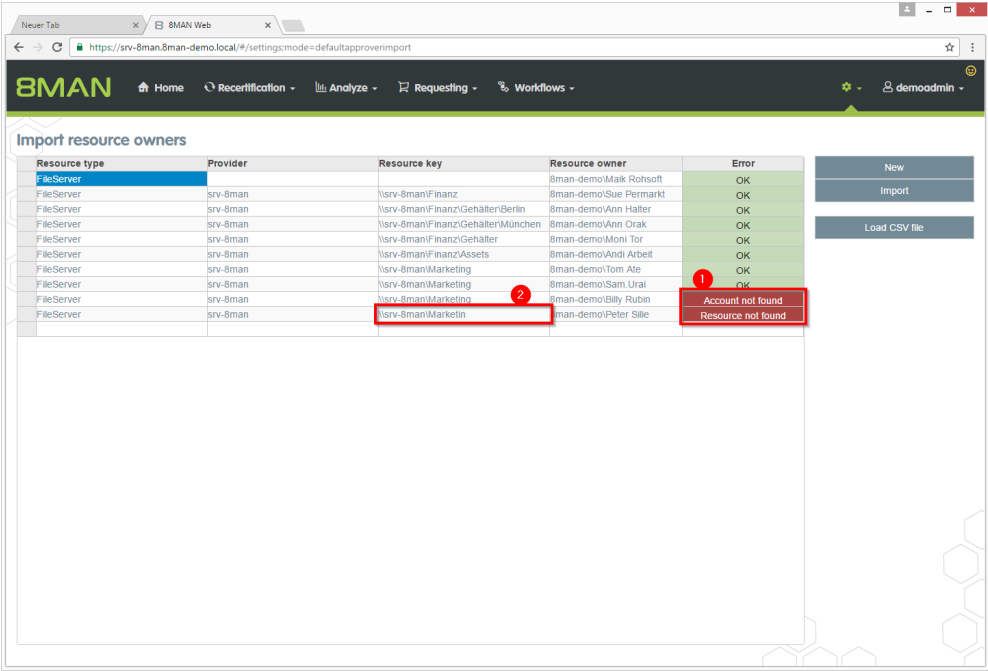 Neuer Tab
8MAN Web
https://srv-8man.8man-demo.local/#/settings;mode=defaultapproverimport
8MAN Home Recertification Analyze Requesting Workflows demoadmin
Import resource owners
Resource type Provider Resource key Resource owner Error
FileServer 8man-demo\Maik Rohsoft OK
FileServer srv-8man \\srv-8man\Finanz 8man-demo\Sue Permarkt OK
FileServer srv-8man \\srv-8man\Finanz\Gehälter\Berlin 8man-demo\Ann Halter OK
FileServer srv-8man \\srv-8man\Finanz\Gehälter\München 8man-demo\Ann Orak OK
FileServer srv-8man \\srv-8man\Finanz\Gehälter 8man-demo\Moni Tor OK
FileServer srv-8man \\srv-8man\Finanz\Assets 8man-demo\Andi Arbeit OK
FileServer srv-8man \\srv-8man\Marketing 8man-demo\Tom Ate OK
FileServer srv-8man \\srv-8man\Marketing 8man-demo\Sam.Urai OK
1
FileServer srv-8man \\srv-8man\Marketing 8man-demo\Billy Rubin Account not found
2
FileServer srv-8man \\srv-8man\Marketin 8man-demo\Peter Silie Resource not found
New
Import
Load CSV file